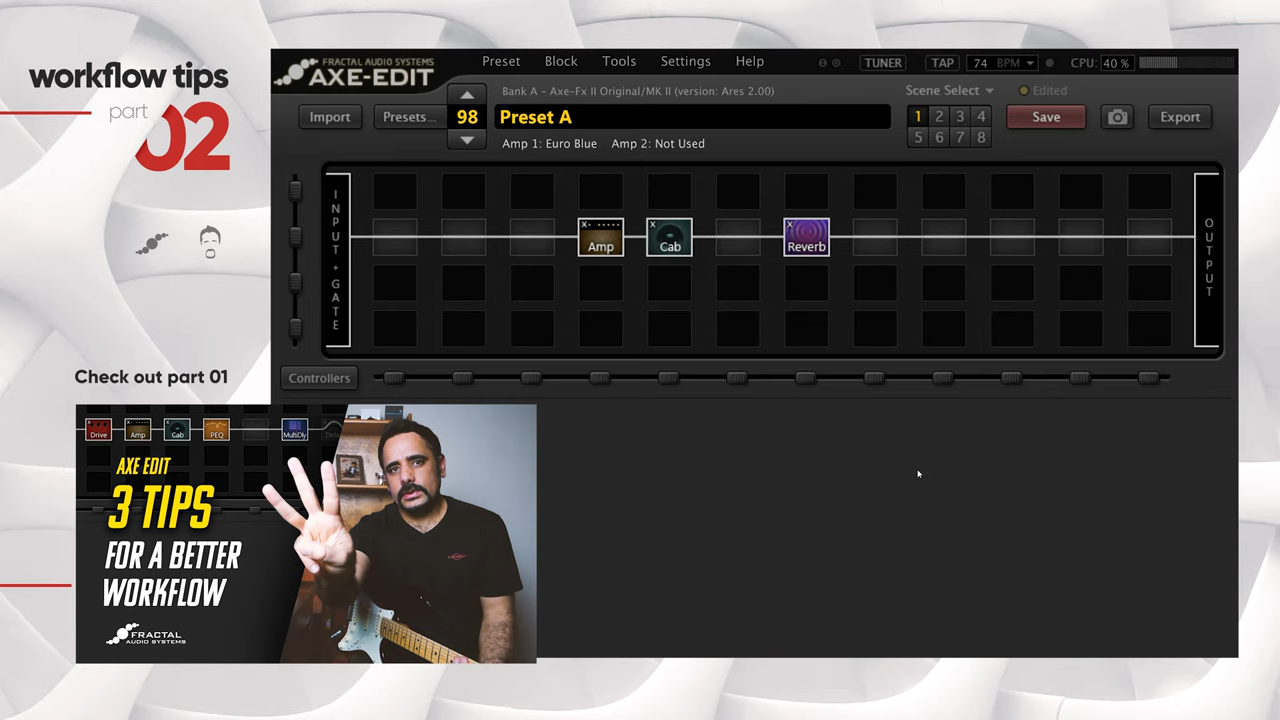 workflow tips
part
02
Check out part 01
FRACTAL AUDIO SYSTEMS
AXE-EDIT
Preset Block Tools Settings Help
TUNER TAP 74 BPM CPU: 40 %
Bank A - Axe-Fx II Original/MK II (version: Ares 2.00)
Scene Select Edited
Import Presets... 98 Preset A
1 2 3 4
5 6 7 8
Save Export
Amp 1: Euro Blue Amp 2: Not Used
INPUT • GATE
X Amp
X Cab
X Reverb
OUTPUT
Controllers
Drive Amp Cab PEQ MultiDly
AXE EDIT
3 TIPS
FOR A BETTER
WORKFLOW
FRACTAL
AUDIO SYSTEMS